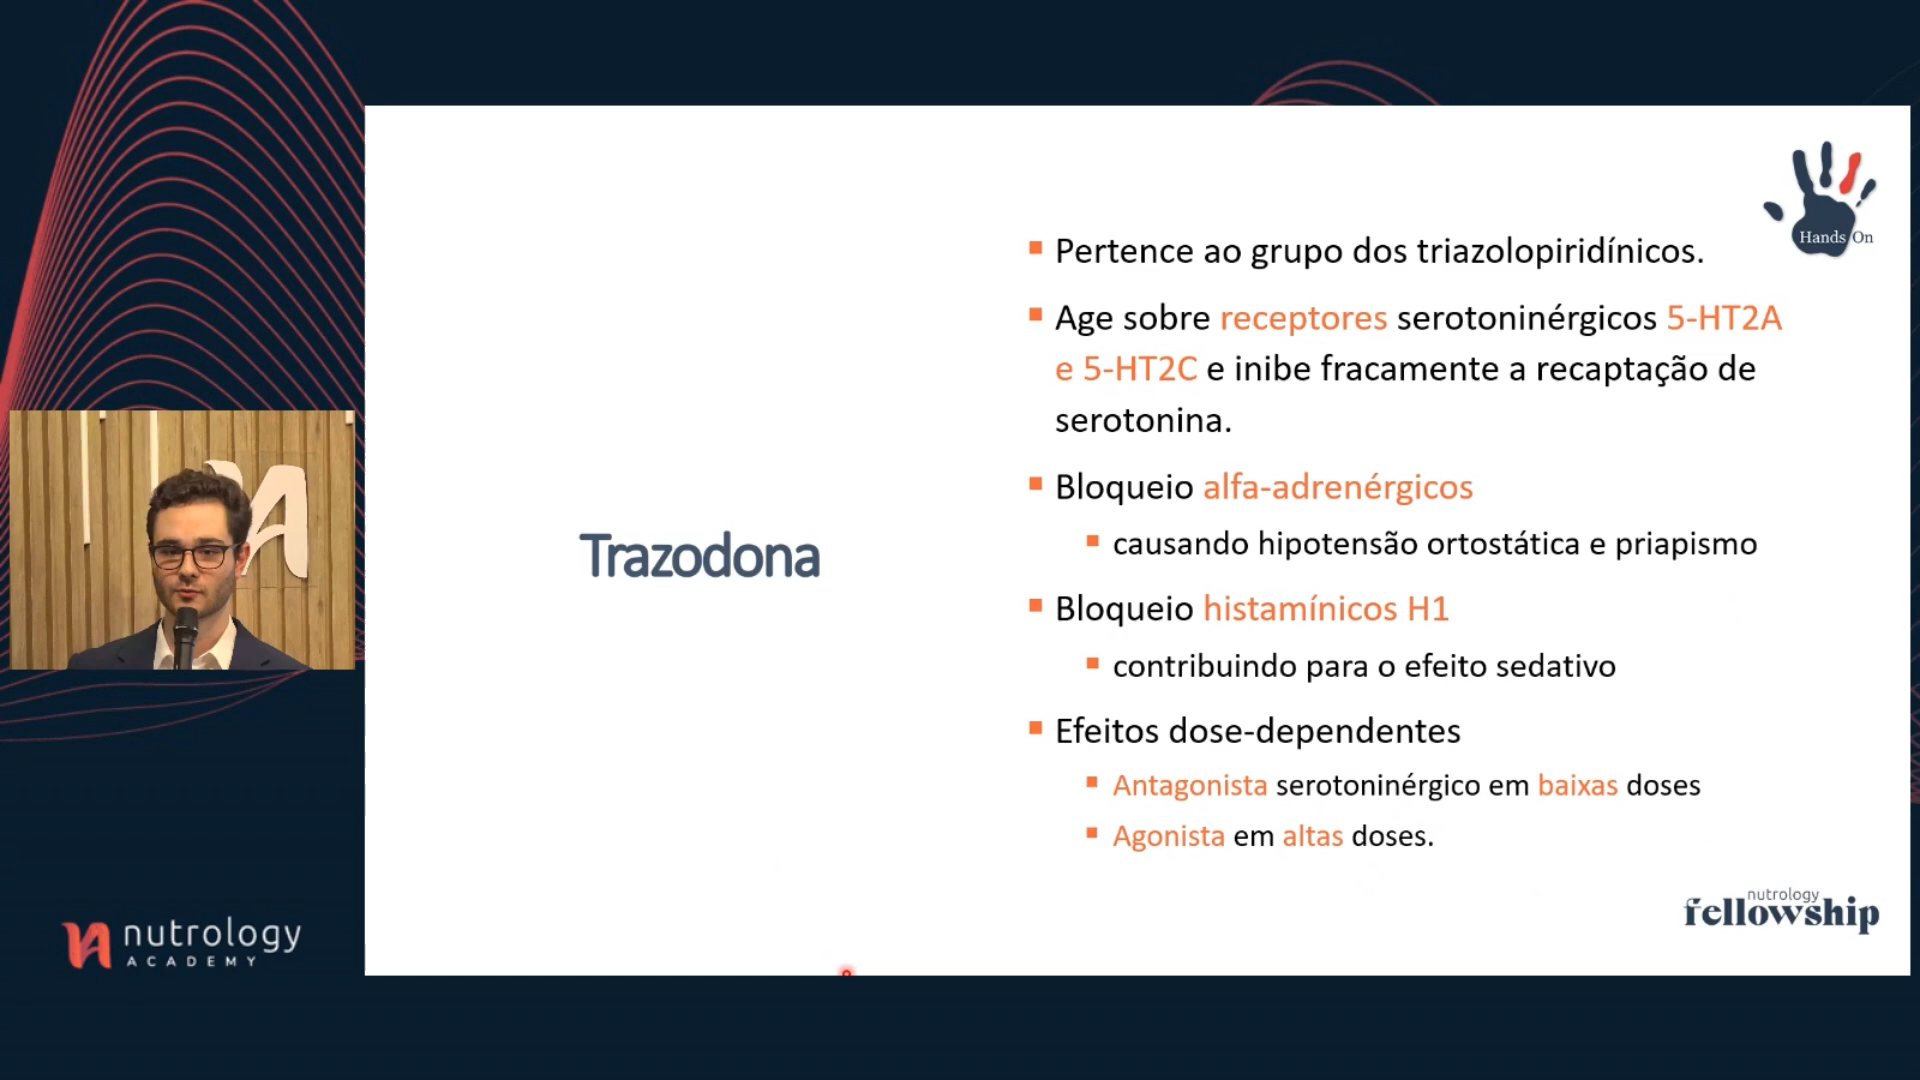 Hands On
Pertence ao grupo dos triazolopiridínicos.
Age sobre receptores serotoninérgicos 5-HT2A
e 5-HT2C e inibe fracamente a recaptação de
serotonina.
Bloqueio alfa-adrenérgicos
causando hipotensão ortostática e priapismo
Trazodona
Bloqueio histamínicos H1
contribuindo para o efeito sedativo
Efeitos dose-dependentes
Antagonista serotoninérgico em baixas doses
Agonista em altas doses.
nutrology
fellowship
nutrology
ACADEMY